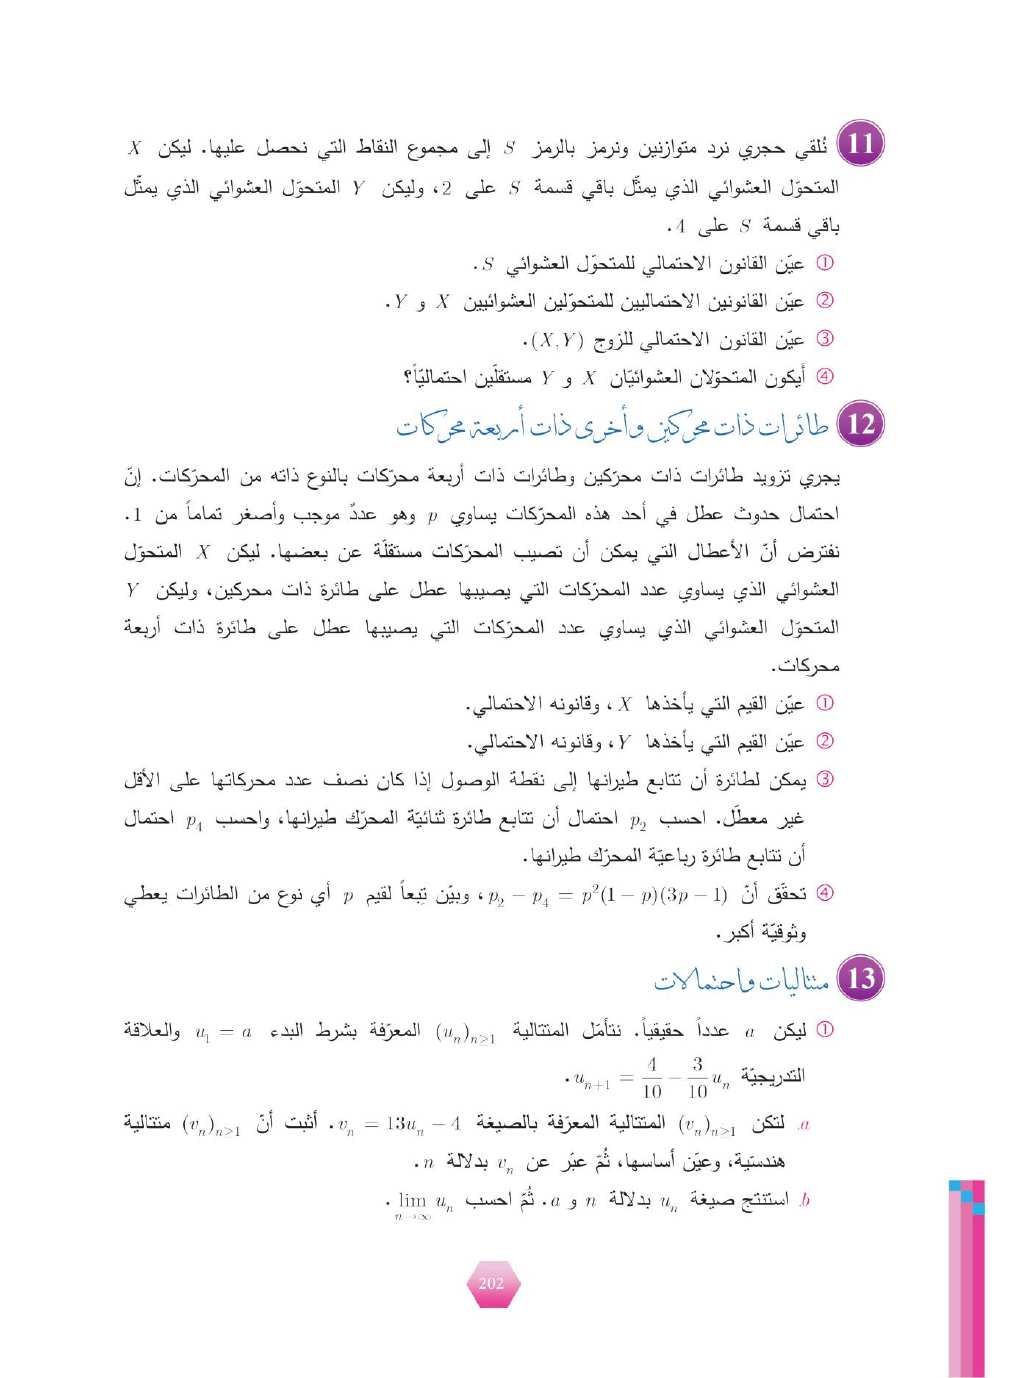 11 نُلقي حجري نرد متوازنين ونرمز بالرمز S إلى مجموع النقاط التي نحصل عليها. ليكن X
المتحوّل العشوائي الذي يمثّل باقي قسمة S على 2، وليكن Y المتحوّل العشوائي الذي يمثّل
باقي قسمة S على 4.
① عيّن القانون الاحتمالي للمتحوّل العشوائي S.
② عيّن القانونين الاحتماليين للمتحوّلين العشوائيين X و Y.
③ عيّن القانون الاحتمالي للزوج (X,Y).
④ أيكون المتحوّلان العشوائيّان X و Y مستقلّين احتماليّاً؟
12 طائرات ذات محركين وأخرى ذات أربعة محركات
يجري تزويد طائرات ذات محرّكين وطائرات ذات أربعة محركات بالنوع ذاته من المحرّكات. إنّ
احتمال حدوث عطل في أحد هذه المحرّكات يساوي p وهو عددٌ موجب وأصغر تماماً من 1.
نفترض أنّ الأعطال التي يمكن أن تصيب المحرّكات مستقلّة عن بعضها. ليكن X المتحوّل
العشوائي الذي يساوي عدد المحرّكات التي يصيبها عطل على طائرة ذات محركين، وليكن Y
المتحوّل العشوائي الذي يساوي عدد المحرّكات التي يصيبها عطل على طائرة ذات أربعة
محركات.
① عيّن القيم التي يأخذها X، وقانونه الاحتمالي.
② عيّن القيم التي يأخذها Y، وقانونه الاحتمالي.
③ يمكن لطائرة أن تتابع طيرانها إلى نقطة الوصول إذا كان نصف عدد محركاتها على الأقل
غير معطّل. احسب p₂ احتمال أن تتابع طائرة ثنائيّة المحرّك طيرانها، واحسب p₄ احتمال
أن تتابع طائرة رباعيّة المحرّك طيرانها.
④ تحقّق أنّ p₂ − p₄ = p²(1 − p)(3p − 1)، وبيّن تِبعاً لقيم p أي نوع من الطائرات يعطي
وثوقيّة أكبر.
13 متتاليات واحتمالات
① ليكن a عدداً حقيقياً. نتأمّل المتتالية (uₙ)ₙ≥₁ المعرّفة بشرط البدء u₁ = a والعلاقة
التدريجيّة uₙ₊₁ = 4/10 − 3/10 uₙ.
a. لتكن (vₙ)ₙ≥₁ المتتالية المعرّفة بالصيغة vₙ = 13uₙ − 4. أثبت أنّ (vₙ)ₙ≥₁ متتالية
هندسّية، وعيّن أساسها، ثُمّ عبّر عن vₙ بدلالة n.
b. استنتج صيغة uₙ بدلالة n و a. ثُمّ احسب lim n→∞ uₙ.
202